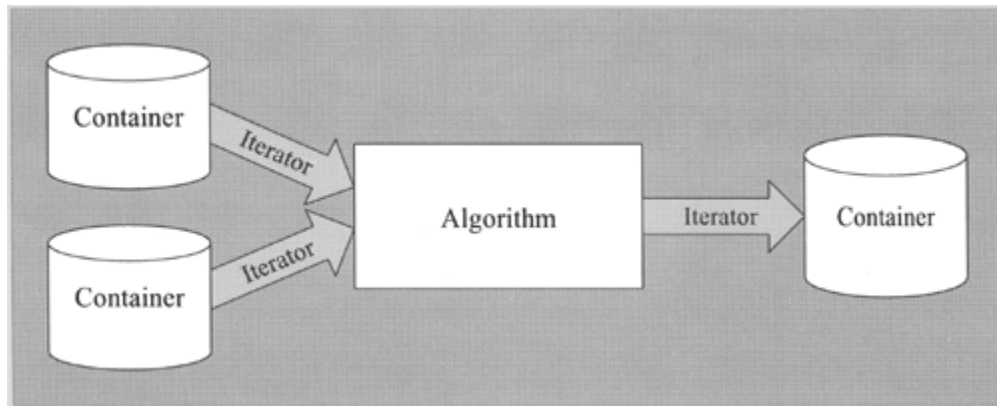 Container
Iterator
Algorithm
Iterator
Container
Iterator
Container